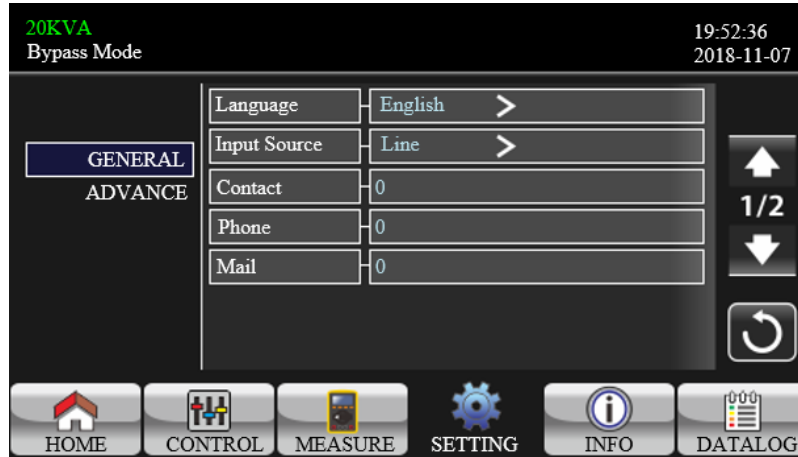 20KVA
Bypass Mode
19:52:36
2018-11-07
GENERAL
ADVANCE
Language English >
Input Source Line >
Contact 0
Phone 0
Mail 0
1/2
HOME CONTROL MEASURE SETTING INFO DATALOG